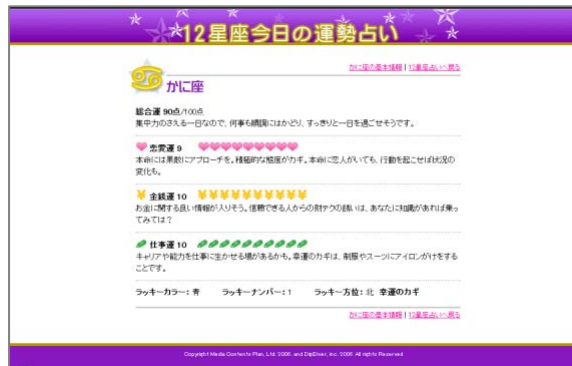 12星座今日の運勢占い
かに座の基本情報 | 12星座占いへ戻る
かに座
総合運 90点/100点
集中力のさえる一日なので、何事も順調にはかどり、すっきりと一日を過ごせそうです。
恋愛運 9
本命には果敢にアプローチを。積極的な態度がカギ。本命に恋人がいても、行動を起こせば状況の
変化も。
金銭運 10
お金に関する良い情報が入りそう。信頼できる人からの財テクの誘いは、あなたに知識があれば乗っ
てみては？
仕事運 10
キャリアや能力を仕事に生かせる場があるかも。幸運のカギは、制服やスーツにアイロンがけをする
ことです。
ラッキーカラー： 青 ラッキーナンバー： 1 ラッキー方位： 北 幸運のカギ
かに座の基本情報 | 12星座占いへ戻る
Copyright Media Contents Plan, Ltd. 2006. and DipDiver, inc. 2006 All rights Reserved